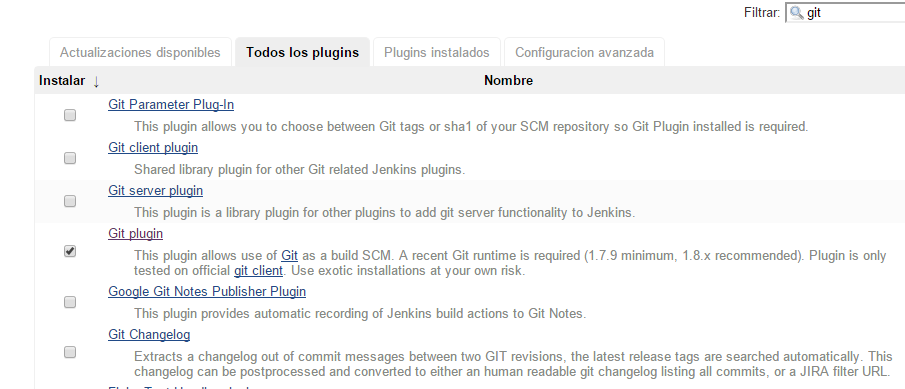 Filtrar: git
Actualizaciones disponibles Todos los plugins Plugins instalados Configuracion avanzada
Instalar ↓ Nombre
Git Parameter Plug-In
This plugin allows you to choose between Git tags or sha1 of your SCM repository so Git Plugin installed is required.
Git client plugin
Shared library plugin for other Git related Jenkins plugins.
Git server plugin
This plugin is a library plugin for other plugins to add git server functionality to Jenkins.
Git plugin
This plugin allows use of Git as a build SCM. A recent Git runtime is required (1.7.9 minimum, 1.8.x recommended). Plugin is only
tested on official git client. Use exotic installations at your own risk.
Google Git Notes Publisher Plugin
This plugin provides automatic recording of Jenkins build actions to Git Notes.
Git Changelog
Extracts a changelog out of commit messages between two GIT revisions, the latest release tags are searched automatically. This
changelog can be postprocessed and converted to either an human readable git changelog listing all commits, or a JIRA filter URL.